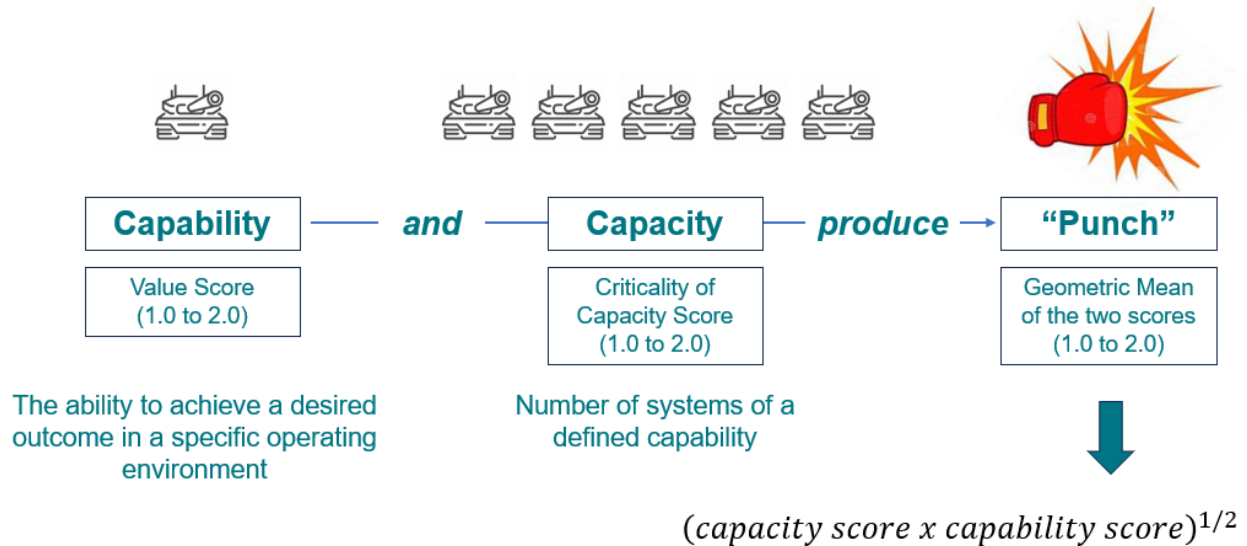 Capability and Capacity produce “Punch”
Value Score
(1.0 to 2.0)
Criticality of
Capacity Score
(1.0 to 2.0)
Geometric Mean
of the two scores
(1.0 to 2.0)
The ability to achieve a desired
outcome in a specific operating
environment
Number of systems of a
defined capability
(capacity score x capability score)^{1/2}